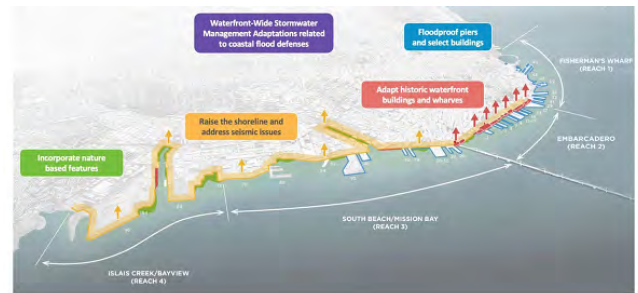 Waterfront-Wide Stormwater
Management Adaptations related
to coastal flood defenses
Floodproof piers
and select buildings
FISHERMAN'S WHARF
(REACH 1)
Adapt historic waterfront
buildings and wharves
Raise the shoreline and
address seismic issues
EMBARCADERO
(REACH 2)
Incorporate nature
based features
SOUTH BEACH/MISSION BAY
(REACH 3)
ISLAIS CREEK/BAYVIEW
(REACH 4)